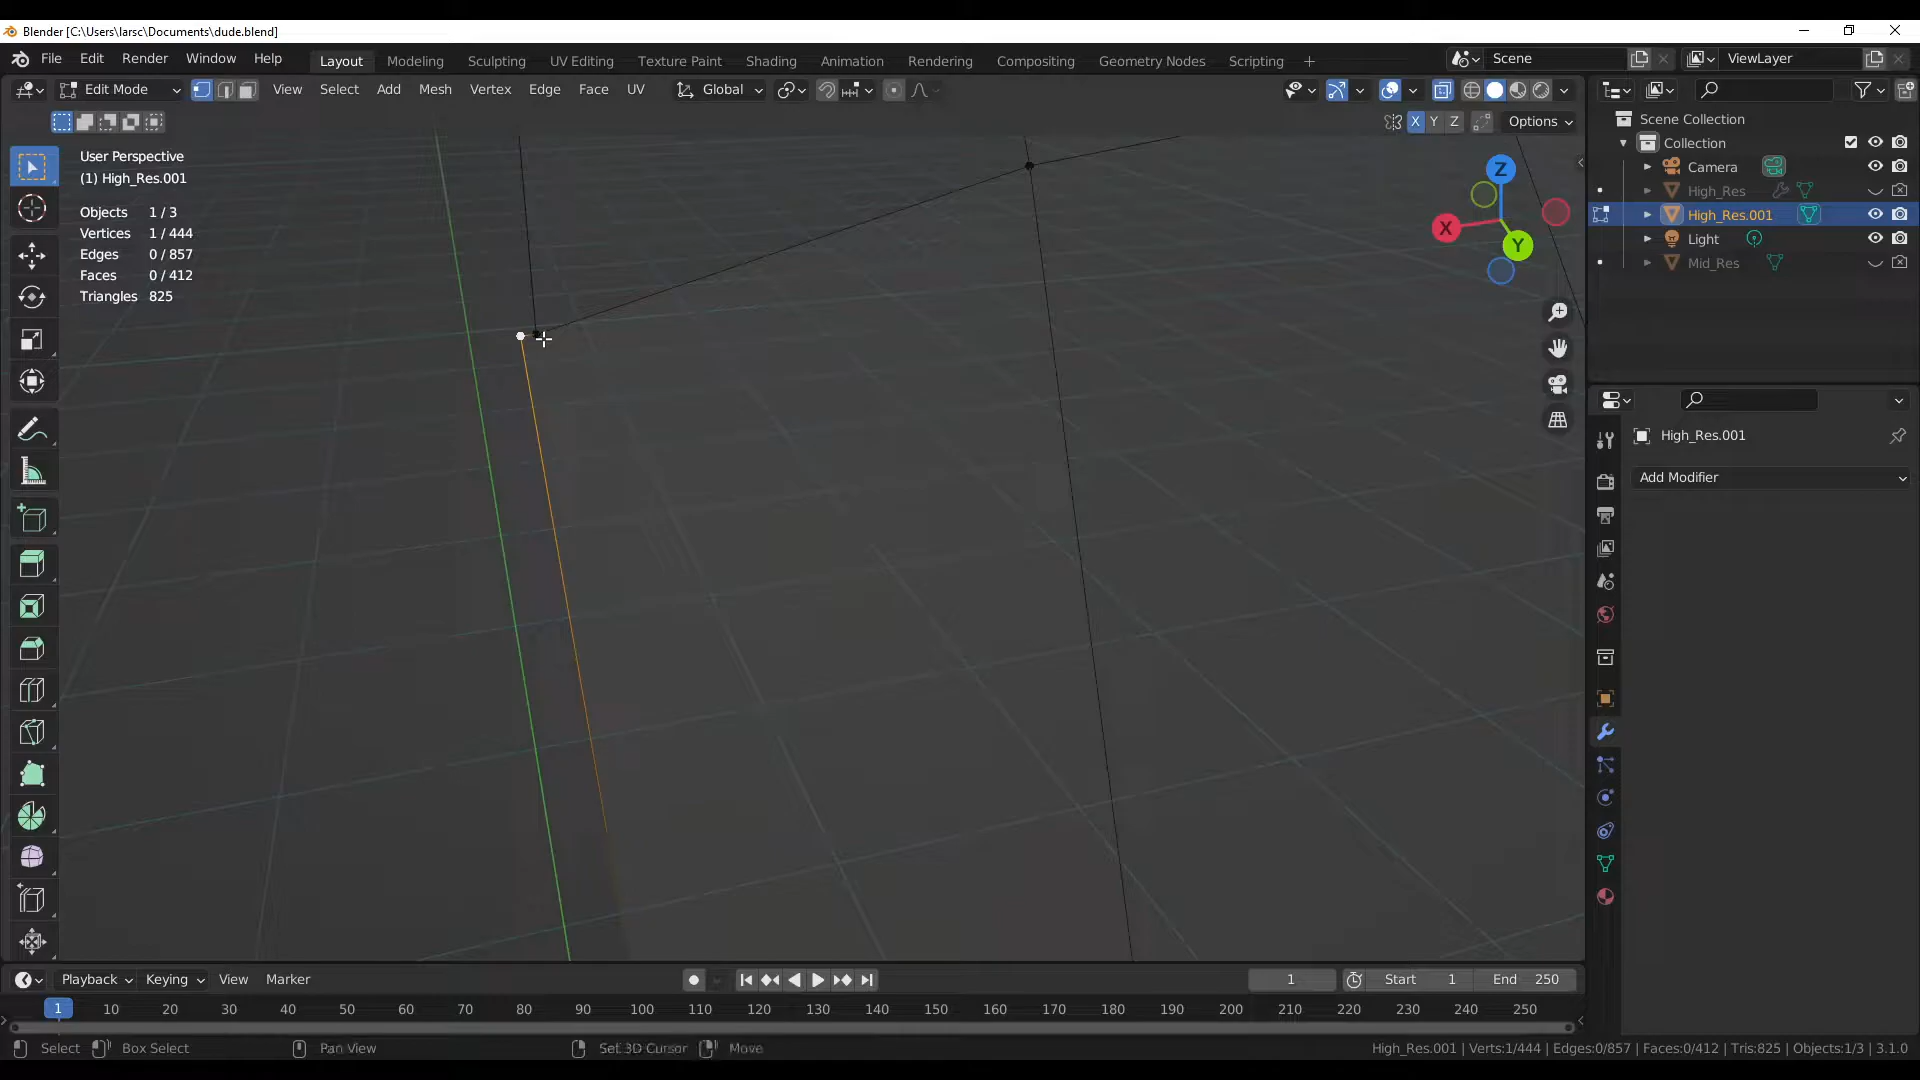 Blender [C:\Users\larsc\Documents\dude.blend]
File Edit Render Window Help Layout Modeling Sculpting UV Editing Texture Paint Shading Animation Rendering Compositing Geometry Nodes Scripting + Scene ViewLayer
Edit Mode View Select Add Mesh Vertex Edge Face UV Global
X Y Z Options
Scene Collection
Collection
Camera
High_Res
High_Res.001
Light
Mid_Res
User Perspective
(1) High_Res.001
Objects 1 / 3
Vertices 1 / 444
Edges 0 / 857
Faces 0 / 412
Triangles 825
Z
X
Y
High_Res.001
Add Modifier
Playback Keying View Marker 1 Start 1 End 250
1 10 20 30 40 50 60 70 80 90 100 110 120 130 140 150 160 170 180 190 200 210 220 230 240 250
Select Box Select Pan View Set 3D Cursor Move High_Res.001 | Verts:1/444 | Edges:0/857 | Faces:0/412 | Tris:825 | Objects:1/3 | 3.1.0